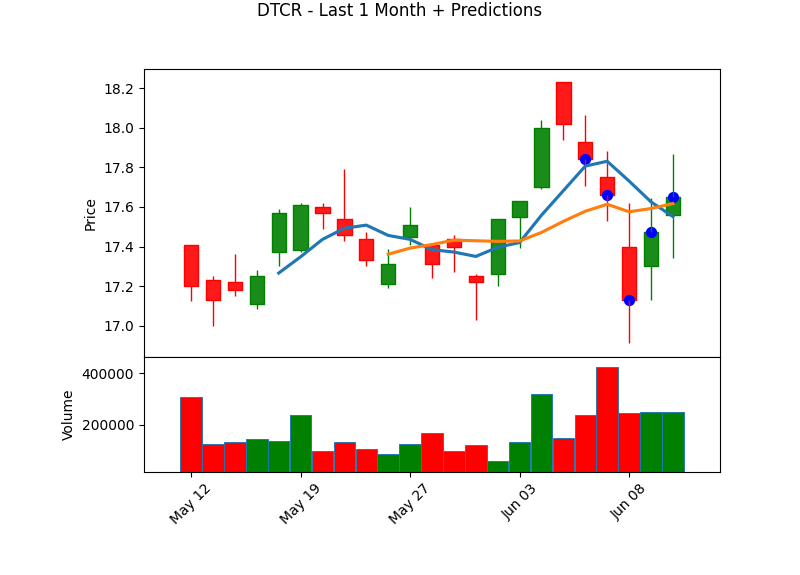 DTCR - Last 1 Month + Predictions
18.2
18.0
17.8
17.6
17.4
17.2
17.0
Price
400000
200000
Volume
May 12
May 19
May 27
Jun 03
Jun 08